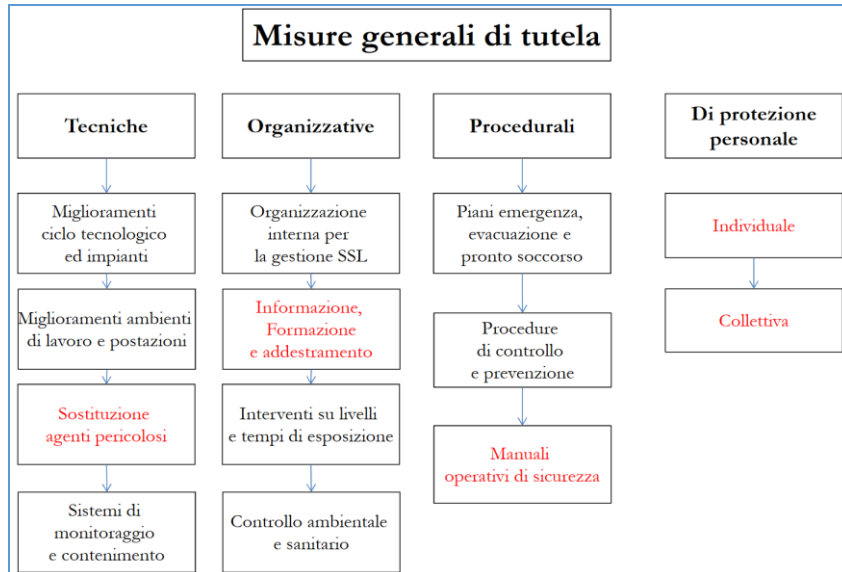 Misure generali di tutela
Tecniche
Miglioramenti
ciclo tecnologico
ed impianti
Miglioramenti ambienti
di lavoro e postazioni
Sostituzione
agenti pericolosi
Sistemi di
monitoraggio
e contenimento
Organizzative
Organizzazione
interna per
la gestione SSL
Informazione,
Formazione
e addestramento
Interventi su livelli
e tempi di esposizione
Controllo ambientale
e sanitario
Procedurali
Piani emergenza,
evacuazione e
pronto soccorso
Procedure
di controllo
e prevenzione
Manuali
operativi di sicurezza
Di protezione
personale
Individuale
Collettiva